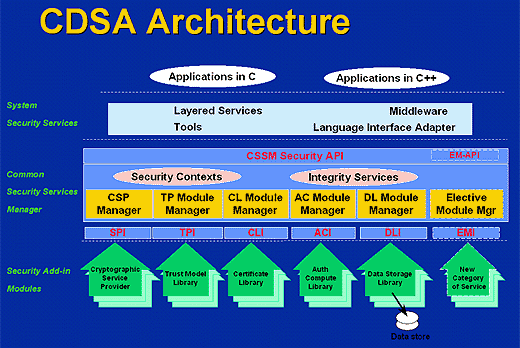 CDSA Architecture
Applications in C
Applications in C++
System
Security Services
Layered Services
Middleware
Tools
Language Interface Adapter
CSSM Security API
EM-API
Common
Security Services
Manager
Security Contexts
Integrity Services
CSP
Manager
TP Module
Manager
CL Module
Manager
AC Module
Manager
DL Module
Manager
Elective
Module Mgr
SPI
TPI
CLI
ACI
DLI
EMI
Security Add-in
Modules
Cryptographic
Service
Provider
Trust Model
Library
Certificate
Library
Auth
Compute
Library
Data Storage
Library
New
Category
of Service
Data store